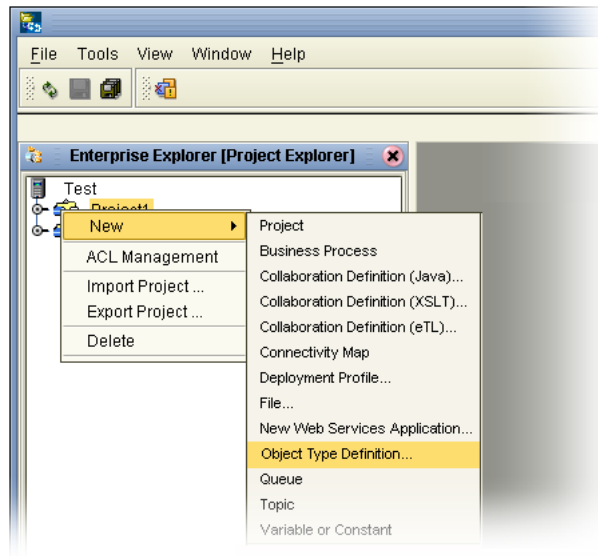 File Tools View Window Help
Enterprise Explorer [Project Explorer]
Test
Project1
New
ACL Management
Import Project ...
Export Project ...
Delete
Project
Business Process
Collaboration Definition (Java)...
Collaboration Definition (XSLT)...
Collaboration Definition (eTL)...
Connectivity Map
Deployment Profile...
File...
New Web Services Application...
Object Type Definition...
Queue
Topic
Variable or Constant